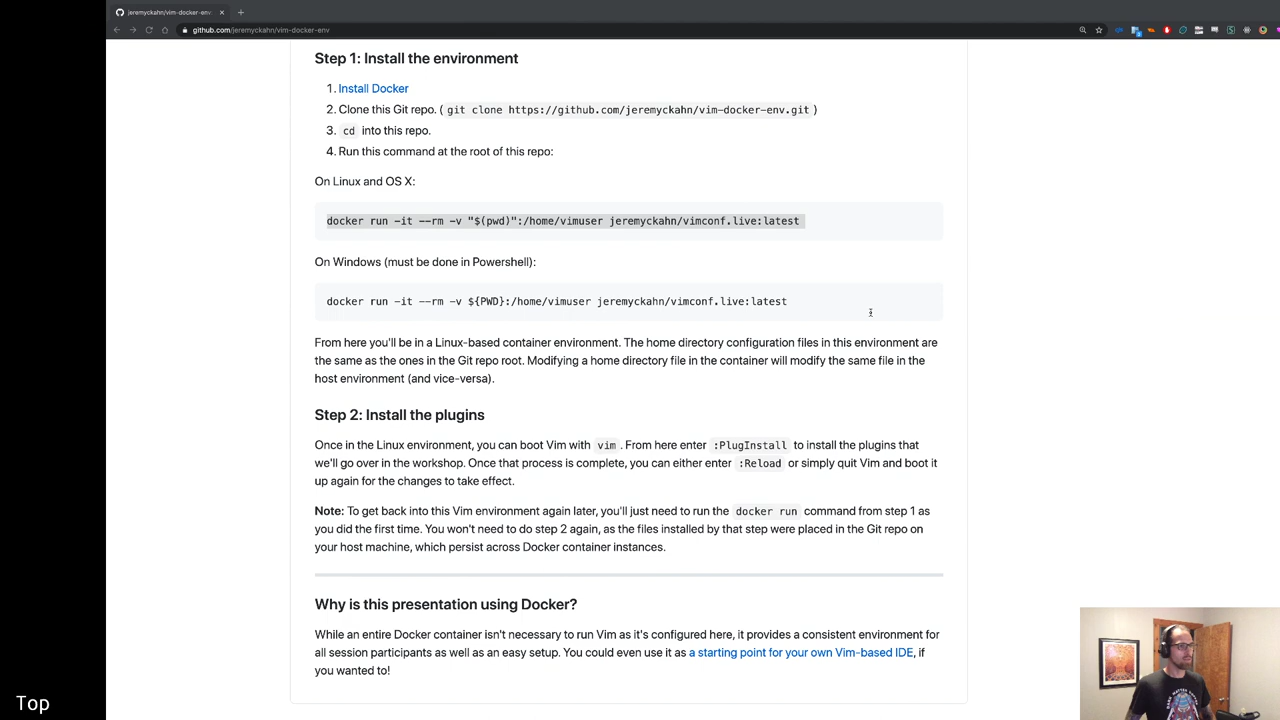 jeremyckahn/vim-docker-env
github.com/jeremyckahn/vim-docker-env
Step 1: Install the environment
1. Install Docker
2. Clone this Git repo. ( git clone https://github.com/jeremyckahn/vim-docker-env.git )
3. cd into this repo.
4. Run this command at the root of this repo:
On Linux and OS X:
docker run -it --rm -v "$(pwd)":/home/vimuser jeremyckahn/vimconf.live:latest
On Windows (must be done in Powershell):
docker run -it --rm -v ${PWD}:/home/vimuser jeremyckahn/vimconf.live:latest
From here you'll be in a Linux-based container environment. The home directory configuration files in this environment are
the same as the ones in the Git repo root. Modifying a home directory file in the container will modify the same file in the
host environment (and vice-versa).
Step 2: Install the plugins
Once in the Linux environment, you can boot Vim with vim . From here enter :PlugInstall to install the plugins that
we'll go over in the workshop. Once that process is complete, you can either enter :Reload or simply quit Vim and boot it
up again for the changes to take effect.
Note: To get back into this Vim environment again later, you'll just need to run the docker run command from step 1 as
you did the first time. You won't need to do step 2 again, as the files installed by that step were placed in the Git repo on
your host machine, which persist across Docker container instances.
Why is this presentation using Docker?
While an entire Docker container isn't necessary to run Vim as it's configured here, it provides a consistent environment for
all session participants as well as an easy setup. You could even use it as a starting point for your own Vim-based IDE, if
you wanted to!
Top